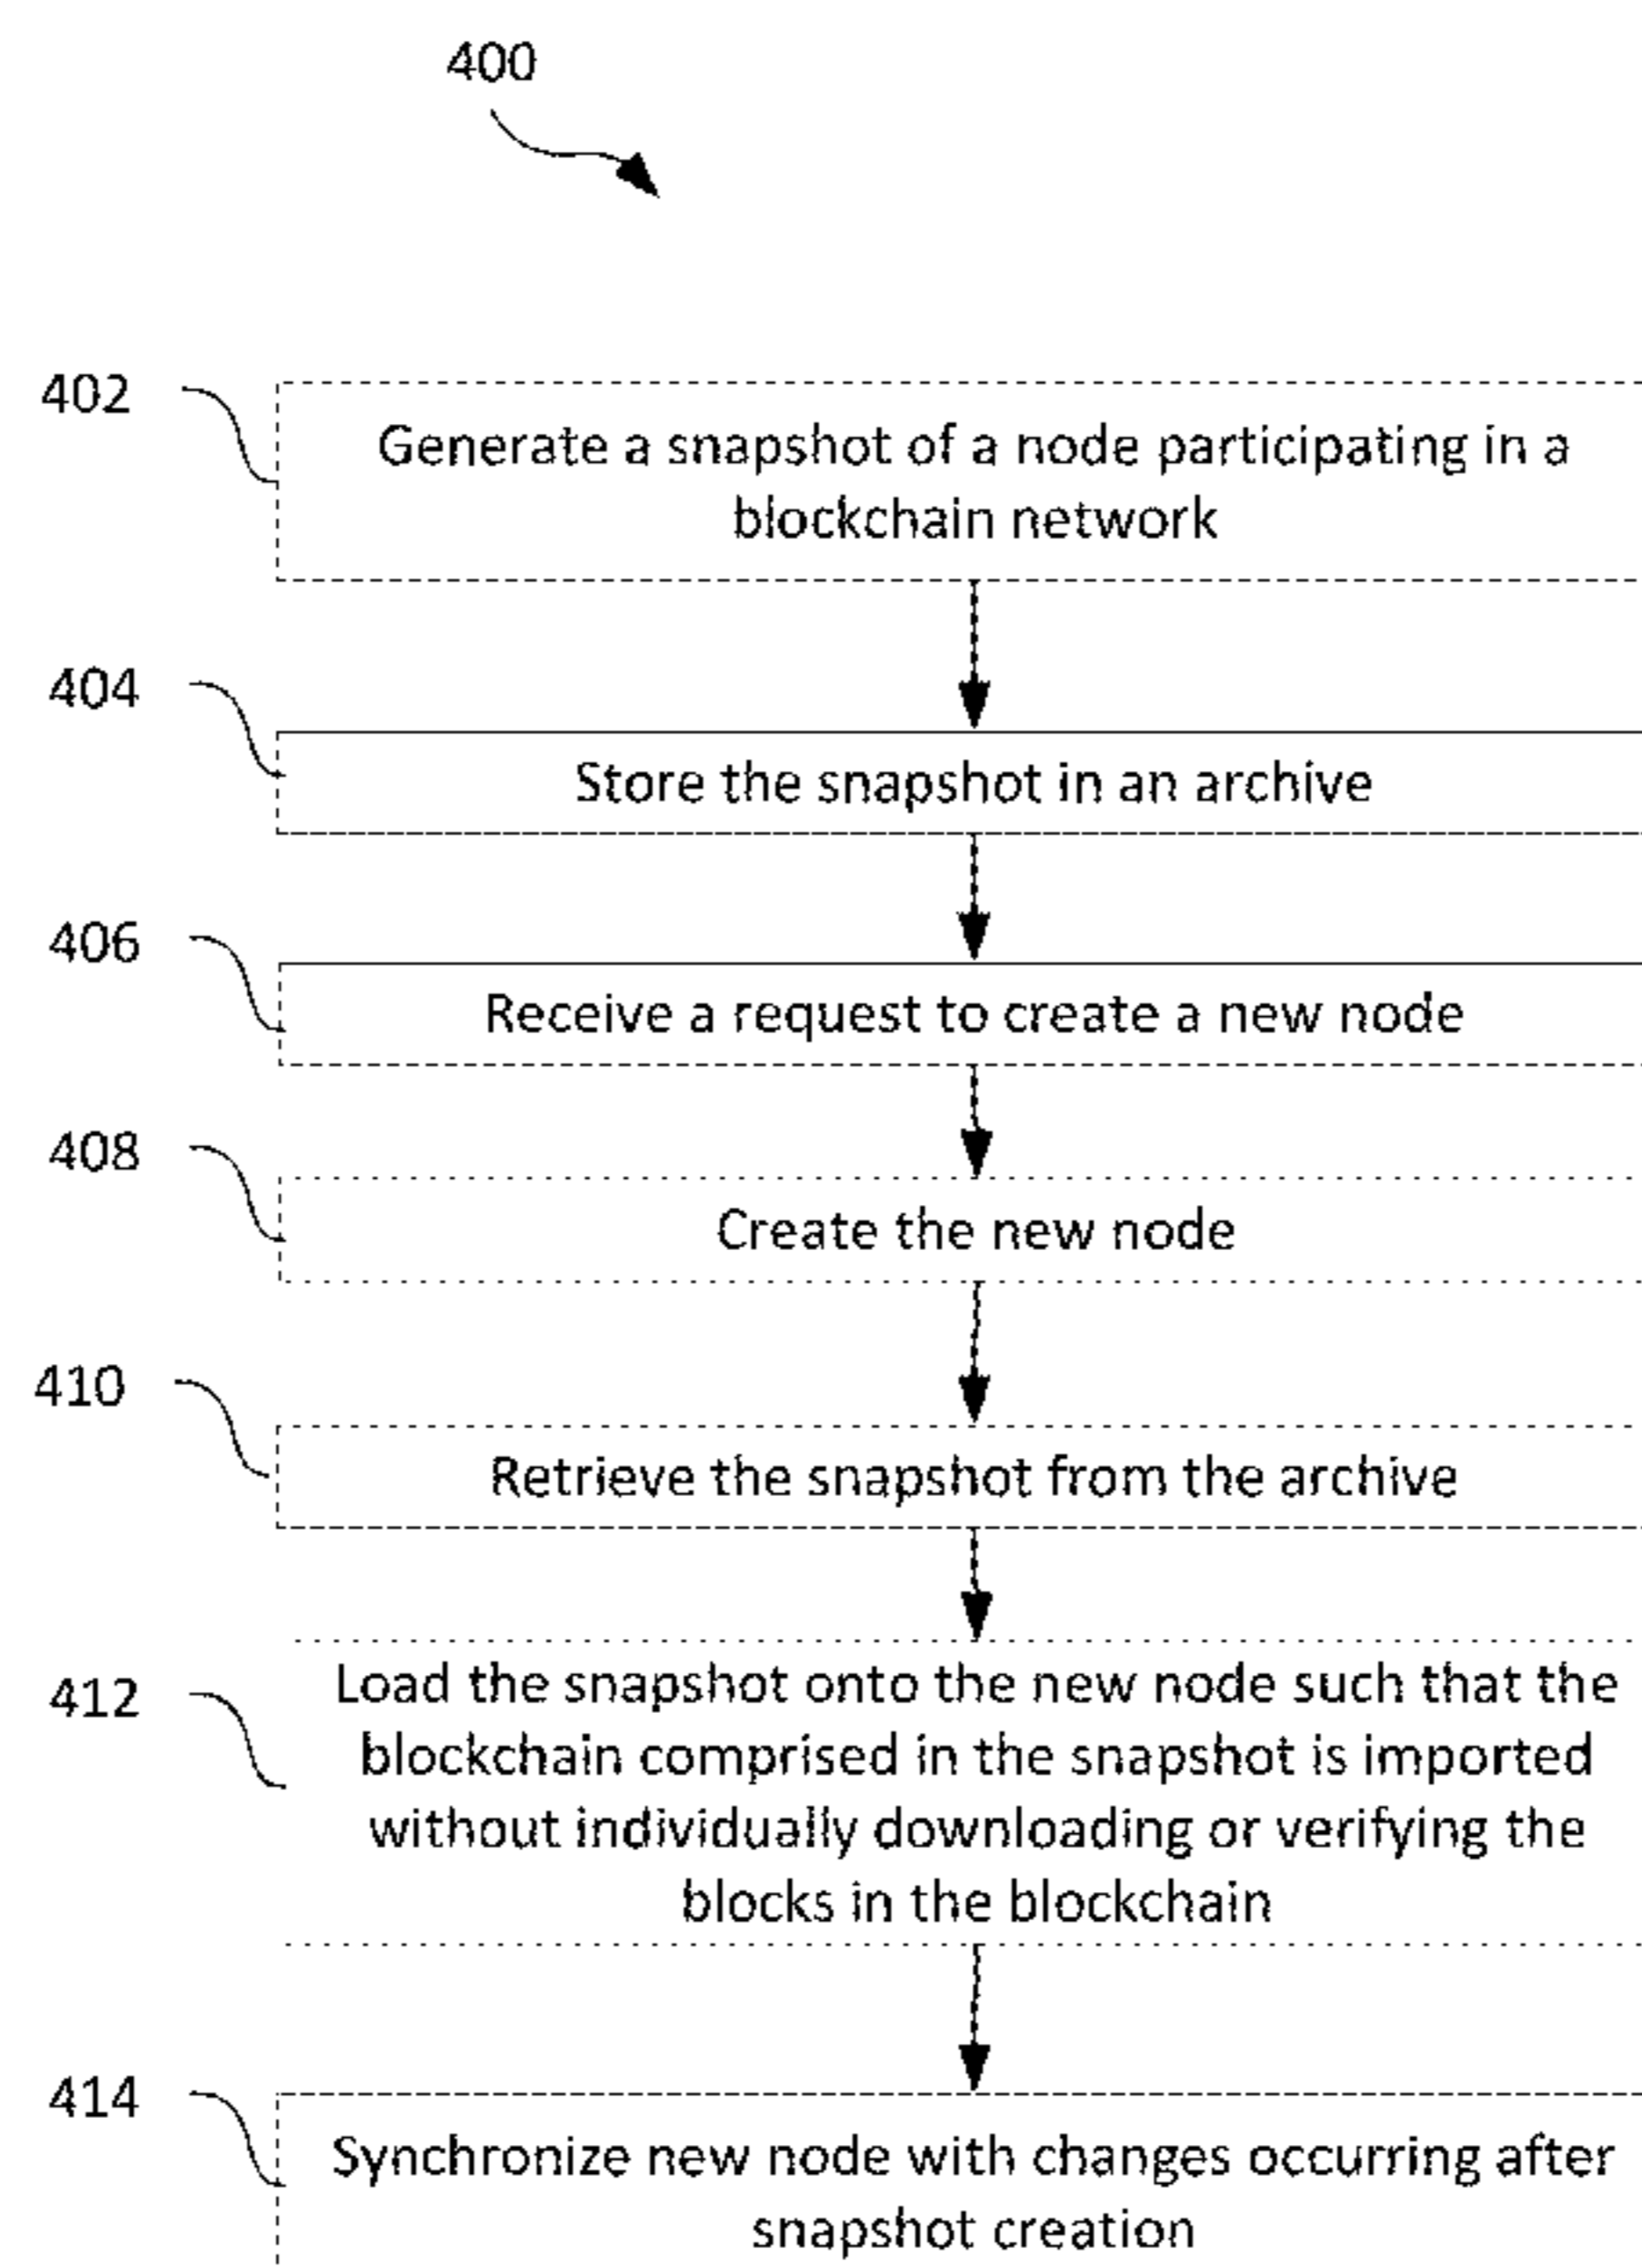 400
402
Generate a snapshot of a node participating in a
blockchain network
404
Store the snapshot in an archive
406
Receive a request to create a new node
408
Create the new node
410
Retrieve the snapshot from the archive
412
Load the snapshot onto the new node such that the
blockchain comprised in the snapshot is imported
without individually downloading or verifying the
blocks in the blockchain
414
Synchronize new node with changes occurring after
snapshot creation